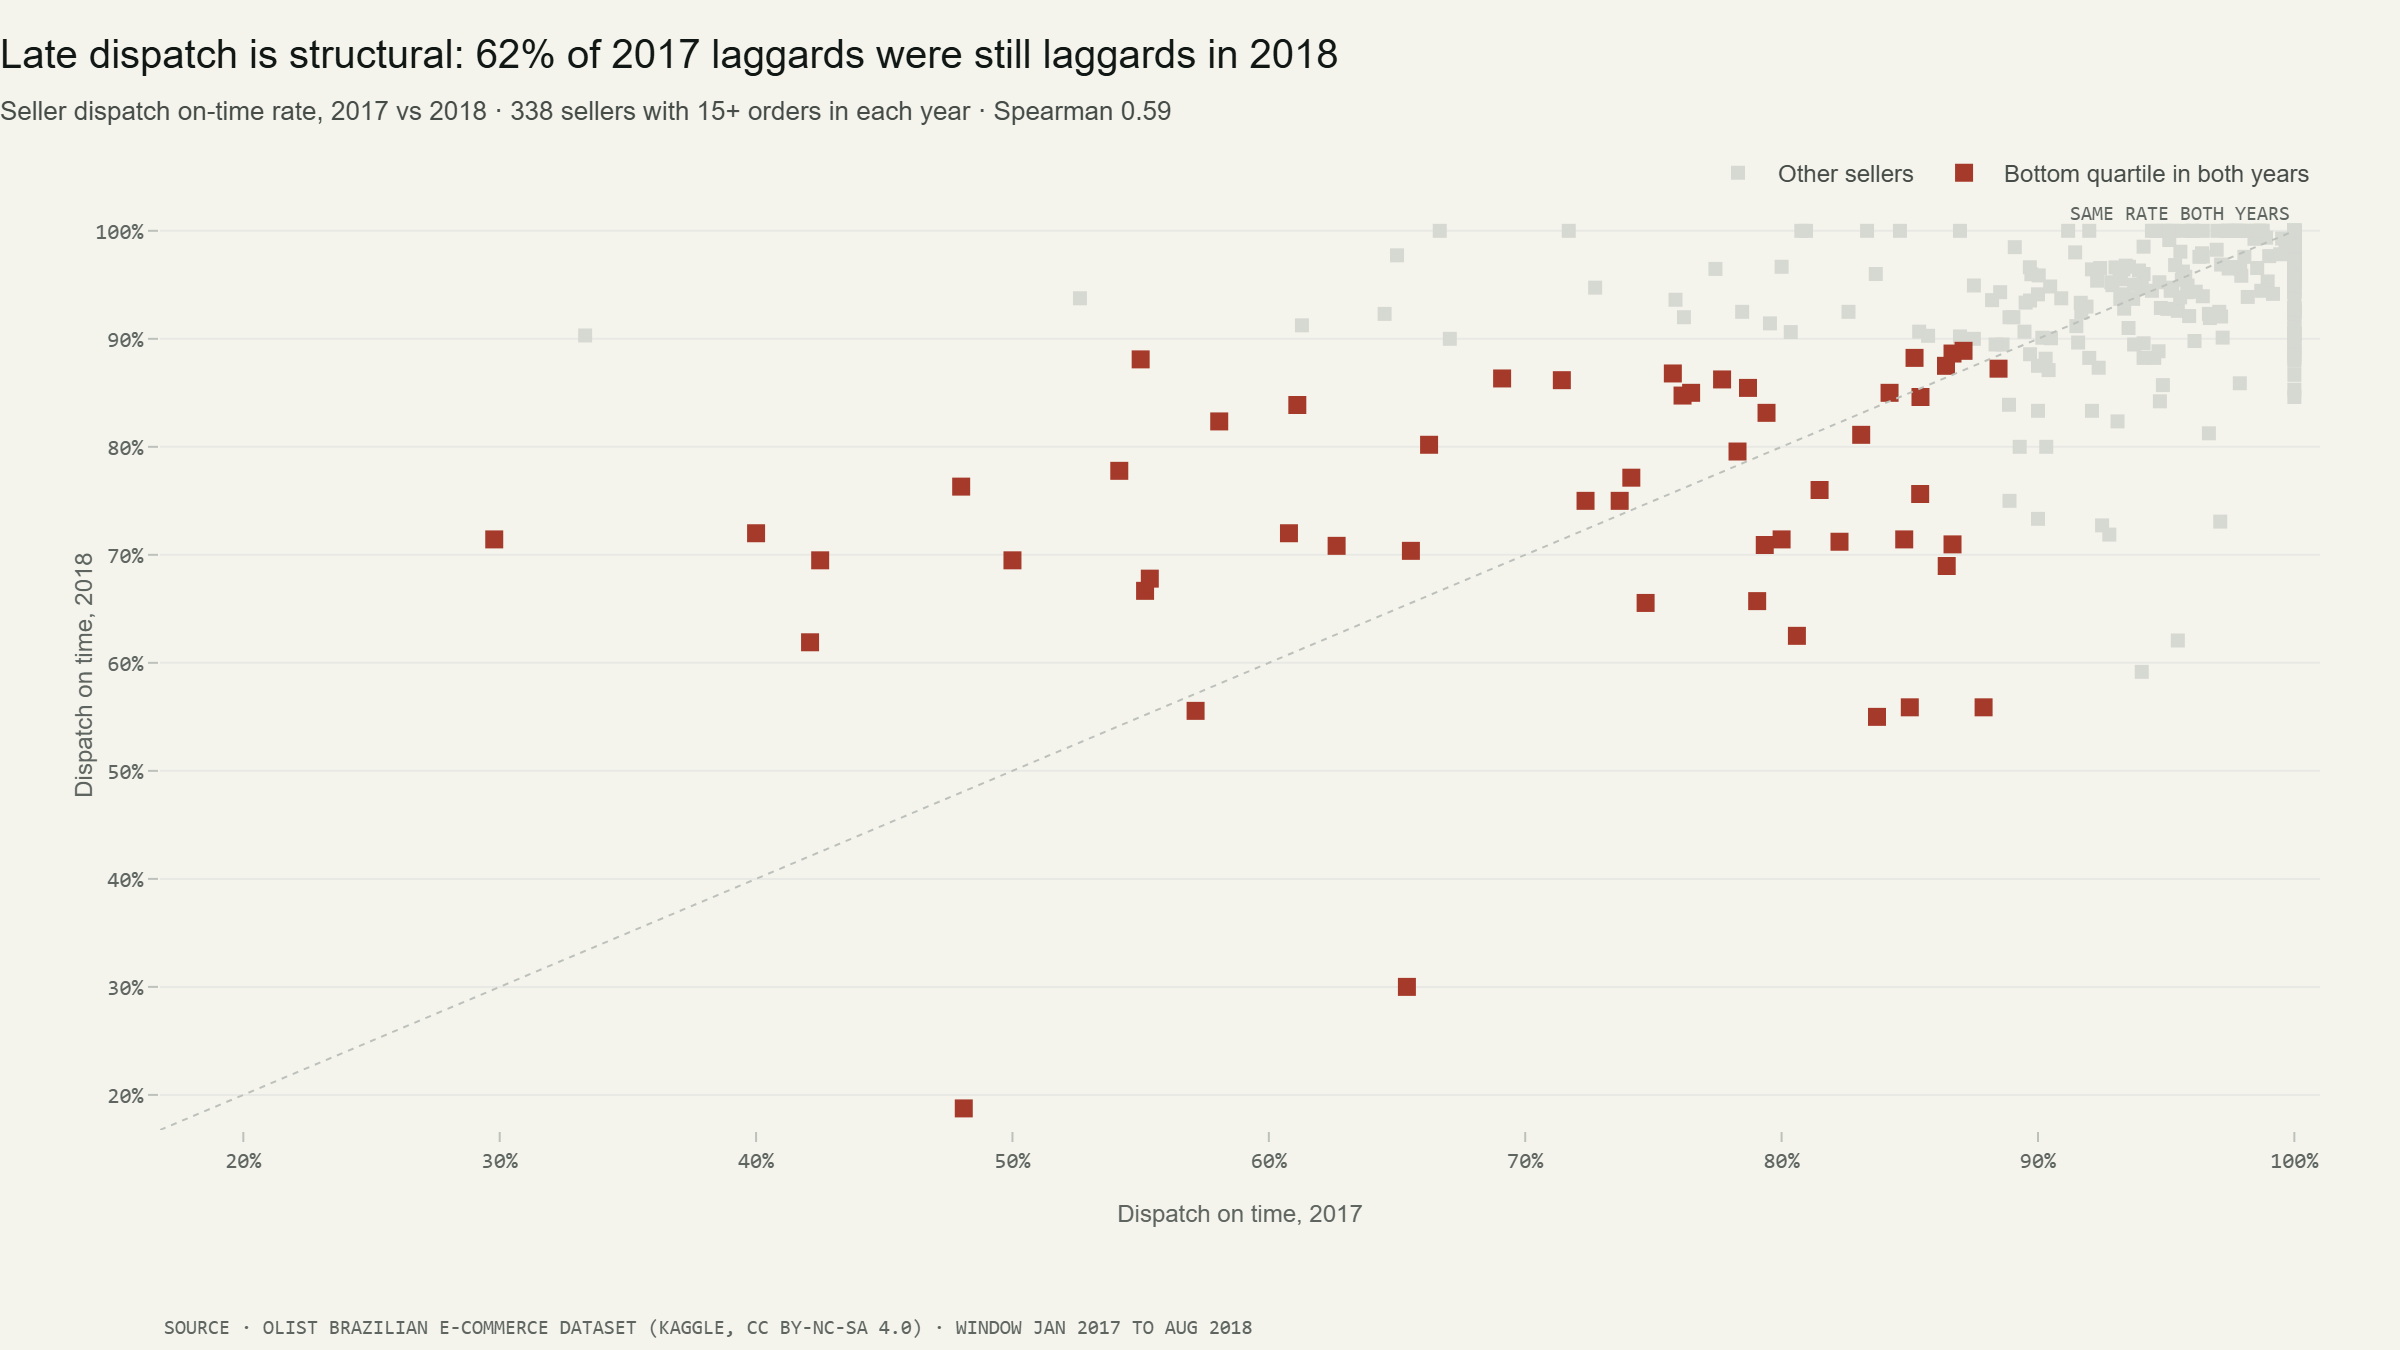 Late dispatch is structural: 62% of 2017 laggards were still laggards in 2018
Seller dispatch on-time rate, 2017 vs 2018 · 338 sellers with 15+ orders in each year · Spearman 0.59
Other sellers
Bottom quartile in both years
SAME RATE BOTH YEARS
100%
90%
80%
70%
60%
50%
40%
30%
20%
Dispatch on time, 2018
20%
30%
40%
50%
60%
70%
80%
90%
100%
Dispatch on time, 2017
SOURCE · OLIST BRAZILIAN E-COMMERCE DATASET (KAGGLE, CC BY-NC-SA 4.0) · WINDOW JAN 2017 TO AUG 2018